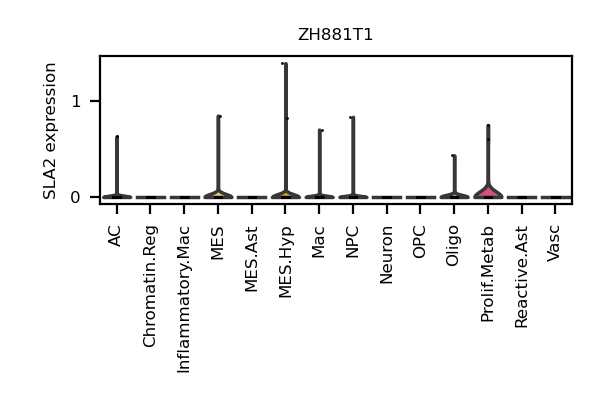 ZH881T1
SLA2 expression
1
0
AC
Chromatin.Reg
Inflammatory.Mac
MES
MES.Ast
MES.Hyp
Mac
NPC
Neuron
OPC
Oligo
Prolif.Metab
Reactive.Ast
Vasc